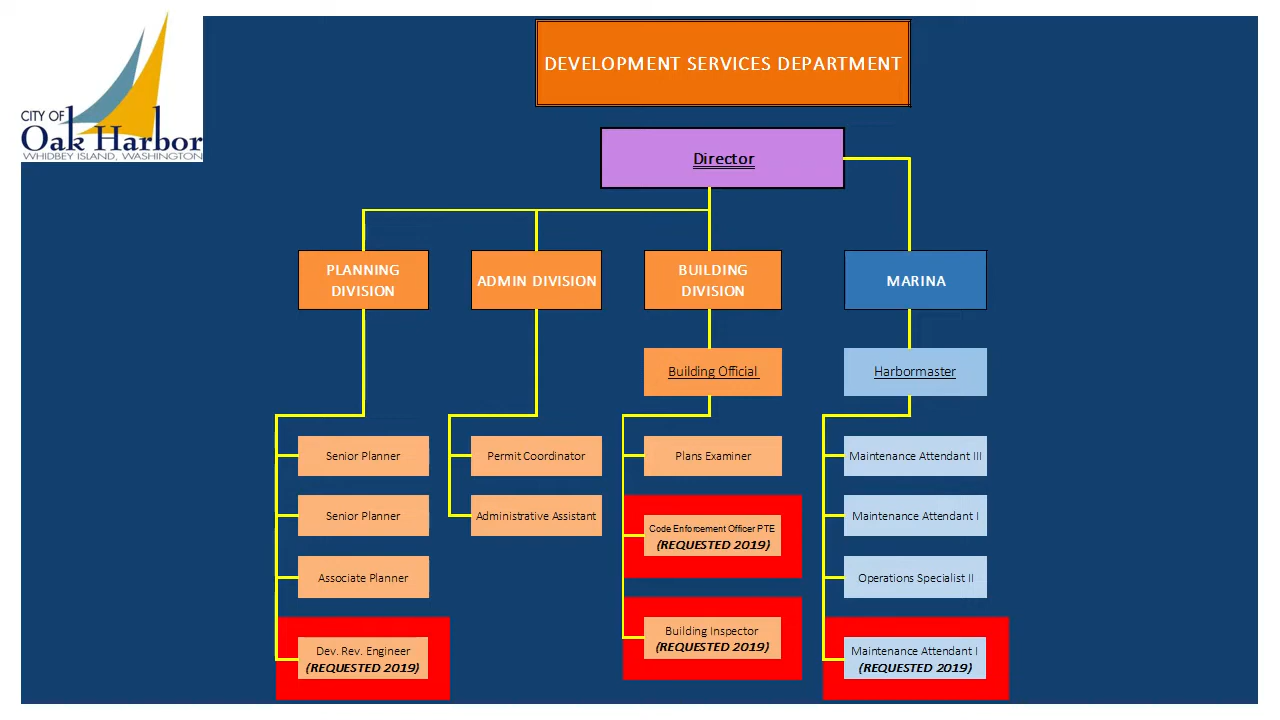 CITY OF
Oak Harbor
WHIDBEY ISLAND, WASHINGTON
DEVELOPMENT SERVICES DEPARTMENT
Director
PLANNING
DIVISION
ADMIN DIVISION
BUILDING
DIVISION
MARINA
Building Official
Harbormaster
Senior Planner
Permit Coordinator
Plans Examiner
Maintenance Attendant III
Senior Planner
Administrative Assistant
Code Enforcement Officer PTE
(REQUESTED 2019)
Maintenance Attendant I
Associate Planner
Operations Specialist II
Building Inspector
(REQUESTED 2019)
Dev. Rev. Engineer
(REQUESTED 2019)
Maintenance Attendant I
(REQUESTED 2019)